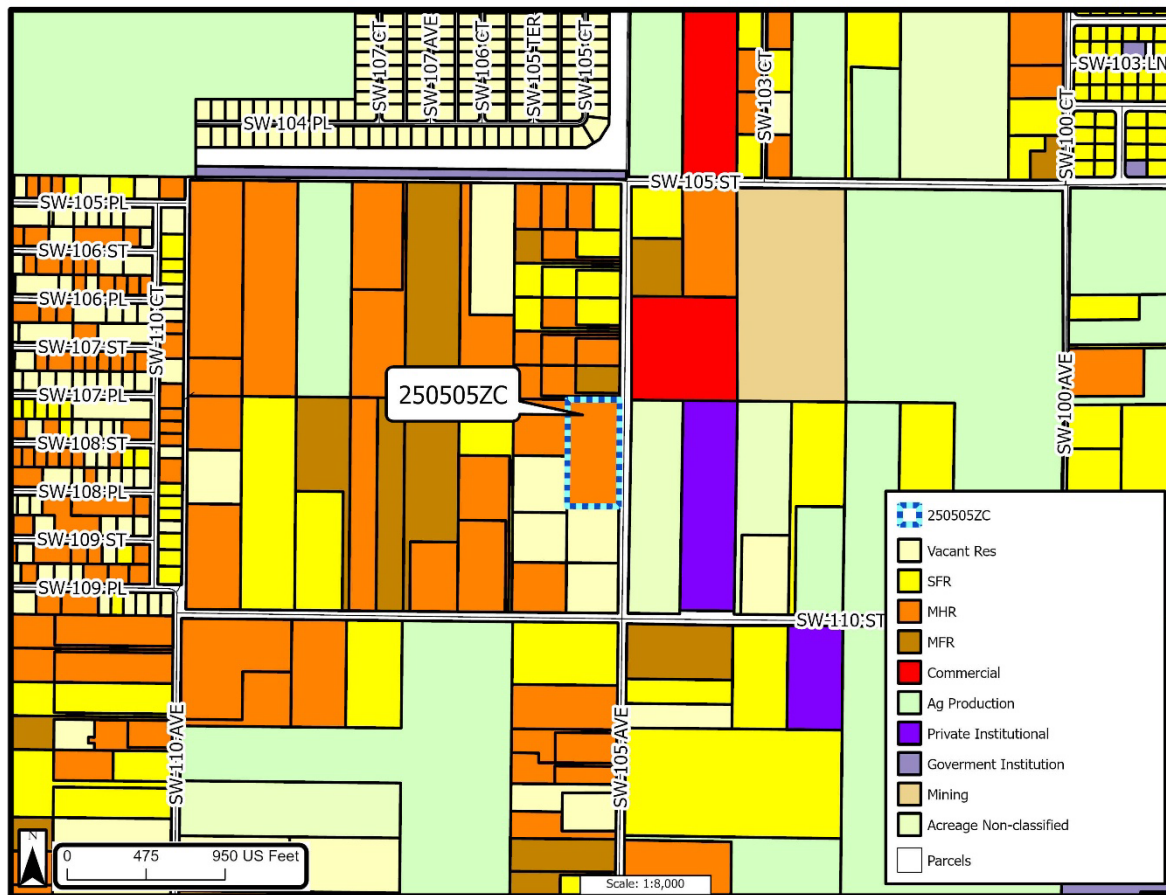 SW 107 CT
SW 107 AVE
SW 106 CT
SW 105 TER
SW 105 CT
SW 103 CT
SW 103 LN
SW 100 CT
SW 104 PL
SW 105 ST
SW 105 PL
SW 106 ST
SW 106 PL
SW 110 CT
SW 107 ST
SW 107 PL
250505ZC
SW 100 AVE
SW 108 ST
SW 108 PL
SW 109 ST
SW 109 PL
SW 110 ST
SW 110 AVE
SW 105 AVE
250505ZC
Vacant Res
SFR
MHR
MFR
Commercial
Ag Production
Private Institutional
Goverment Institution
Mining
Acreage Non-classified
Parcels
N
0 475 950 US Feet
Scale: 1:8,000